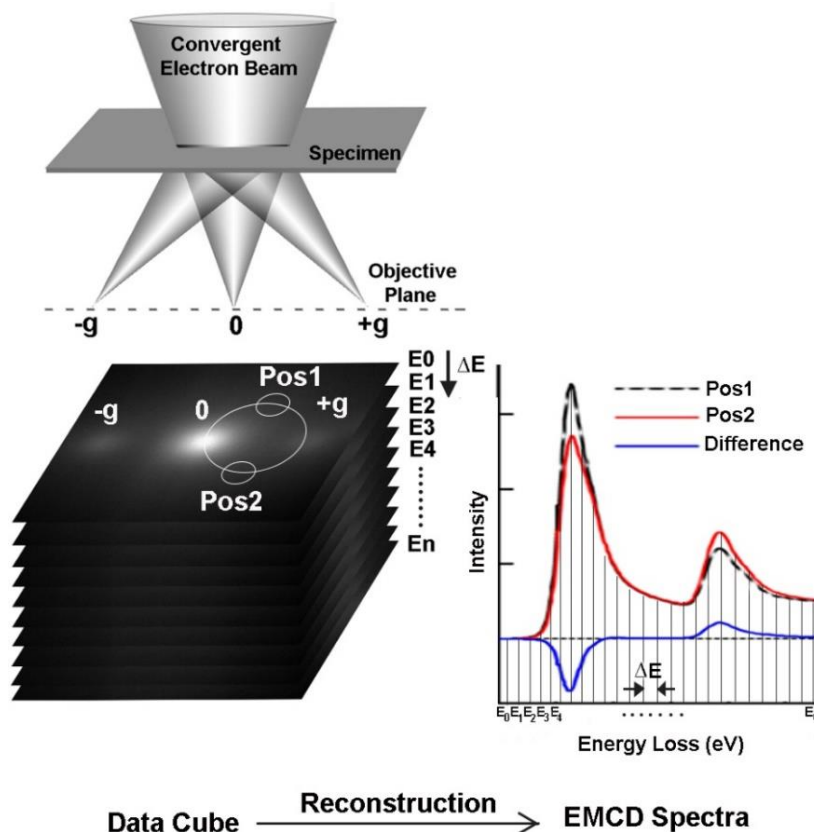 Convergent
Electron Beam
Specimen
Objective
Plane
-g 0 +g
E0
E1
E2
E3
E4
En
ΔE
Pos1
-g 0 +g
Pos2
Pos1
Pos2
Difference
Intensity
ΔE
E₀E₁E₂E₃E₄
Energy Loss (eV)
Data Cube Reconstruction EMCD Spectra